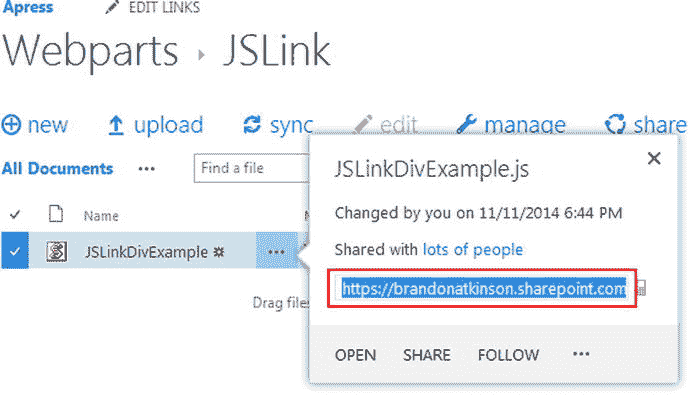 Apress EDIT LINKS
Webparts › JSLink
new upload sync edit manage share
All Documents ... Find a file
Name
JSLinkDivExample ...
Drag files
JSLinkDivExample.js
Changed by you on 11/11/2014 6:44 PM
Shared with lots of people
https://brandonatkinson.sharepoint.com
OPEN SHARE FOLLOW ...